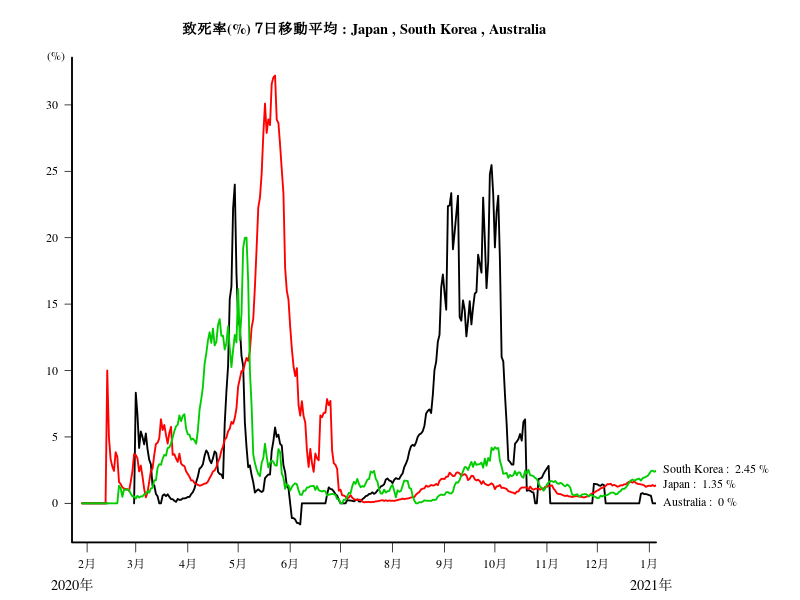 致死率(%) 7日移動平均 : Japan , South Korea , Australia
(%)
30
25
20
15
10
5
0
South Korea : 2.45 %
Japan : 1.35 %
Australia : 0 %
2月 3月 4月 5月 6月 7月 8月 9月 10月 11月 12月 1月
2020年 2021年